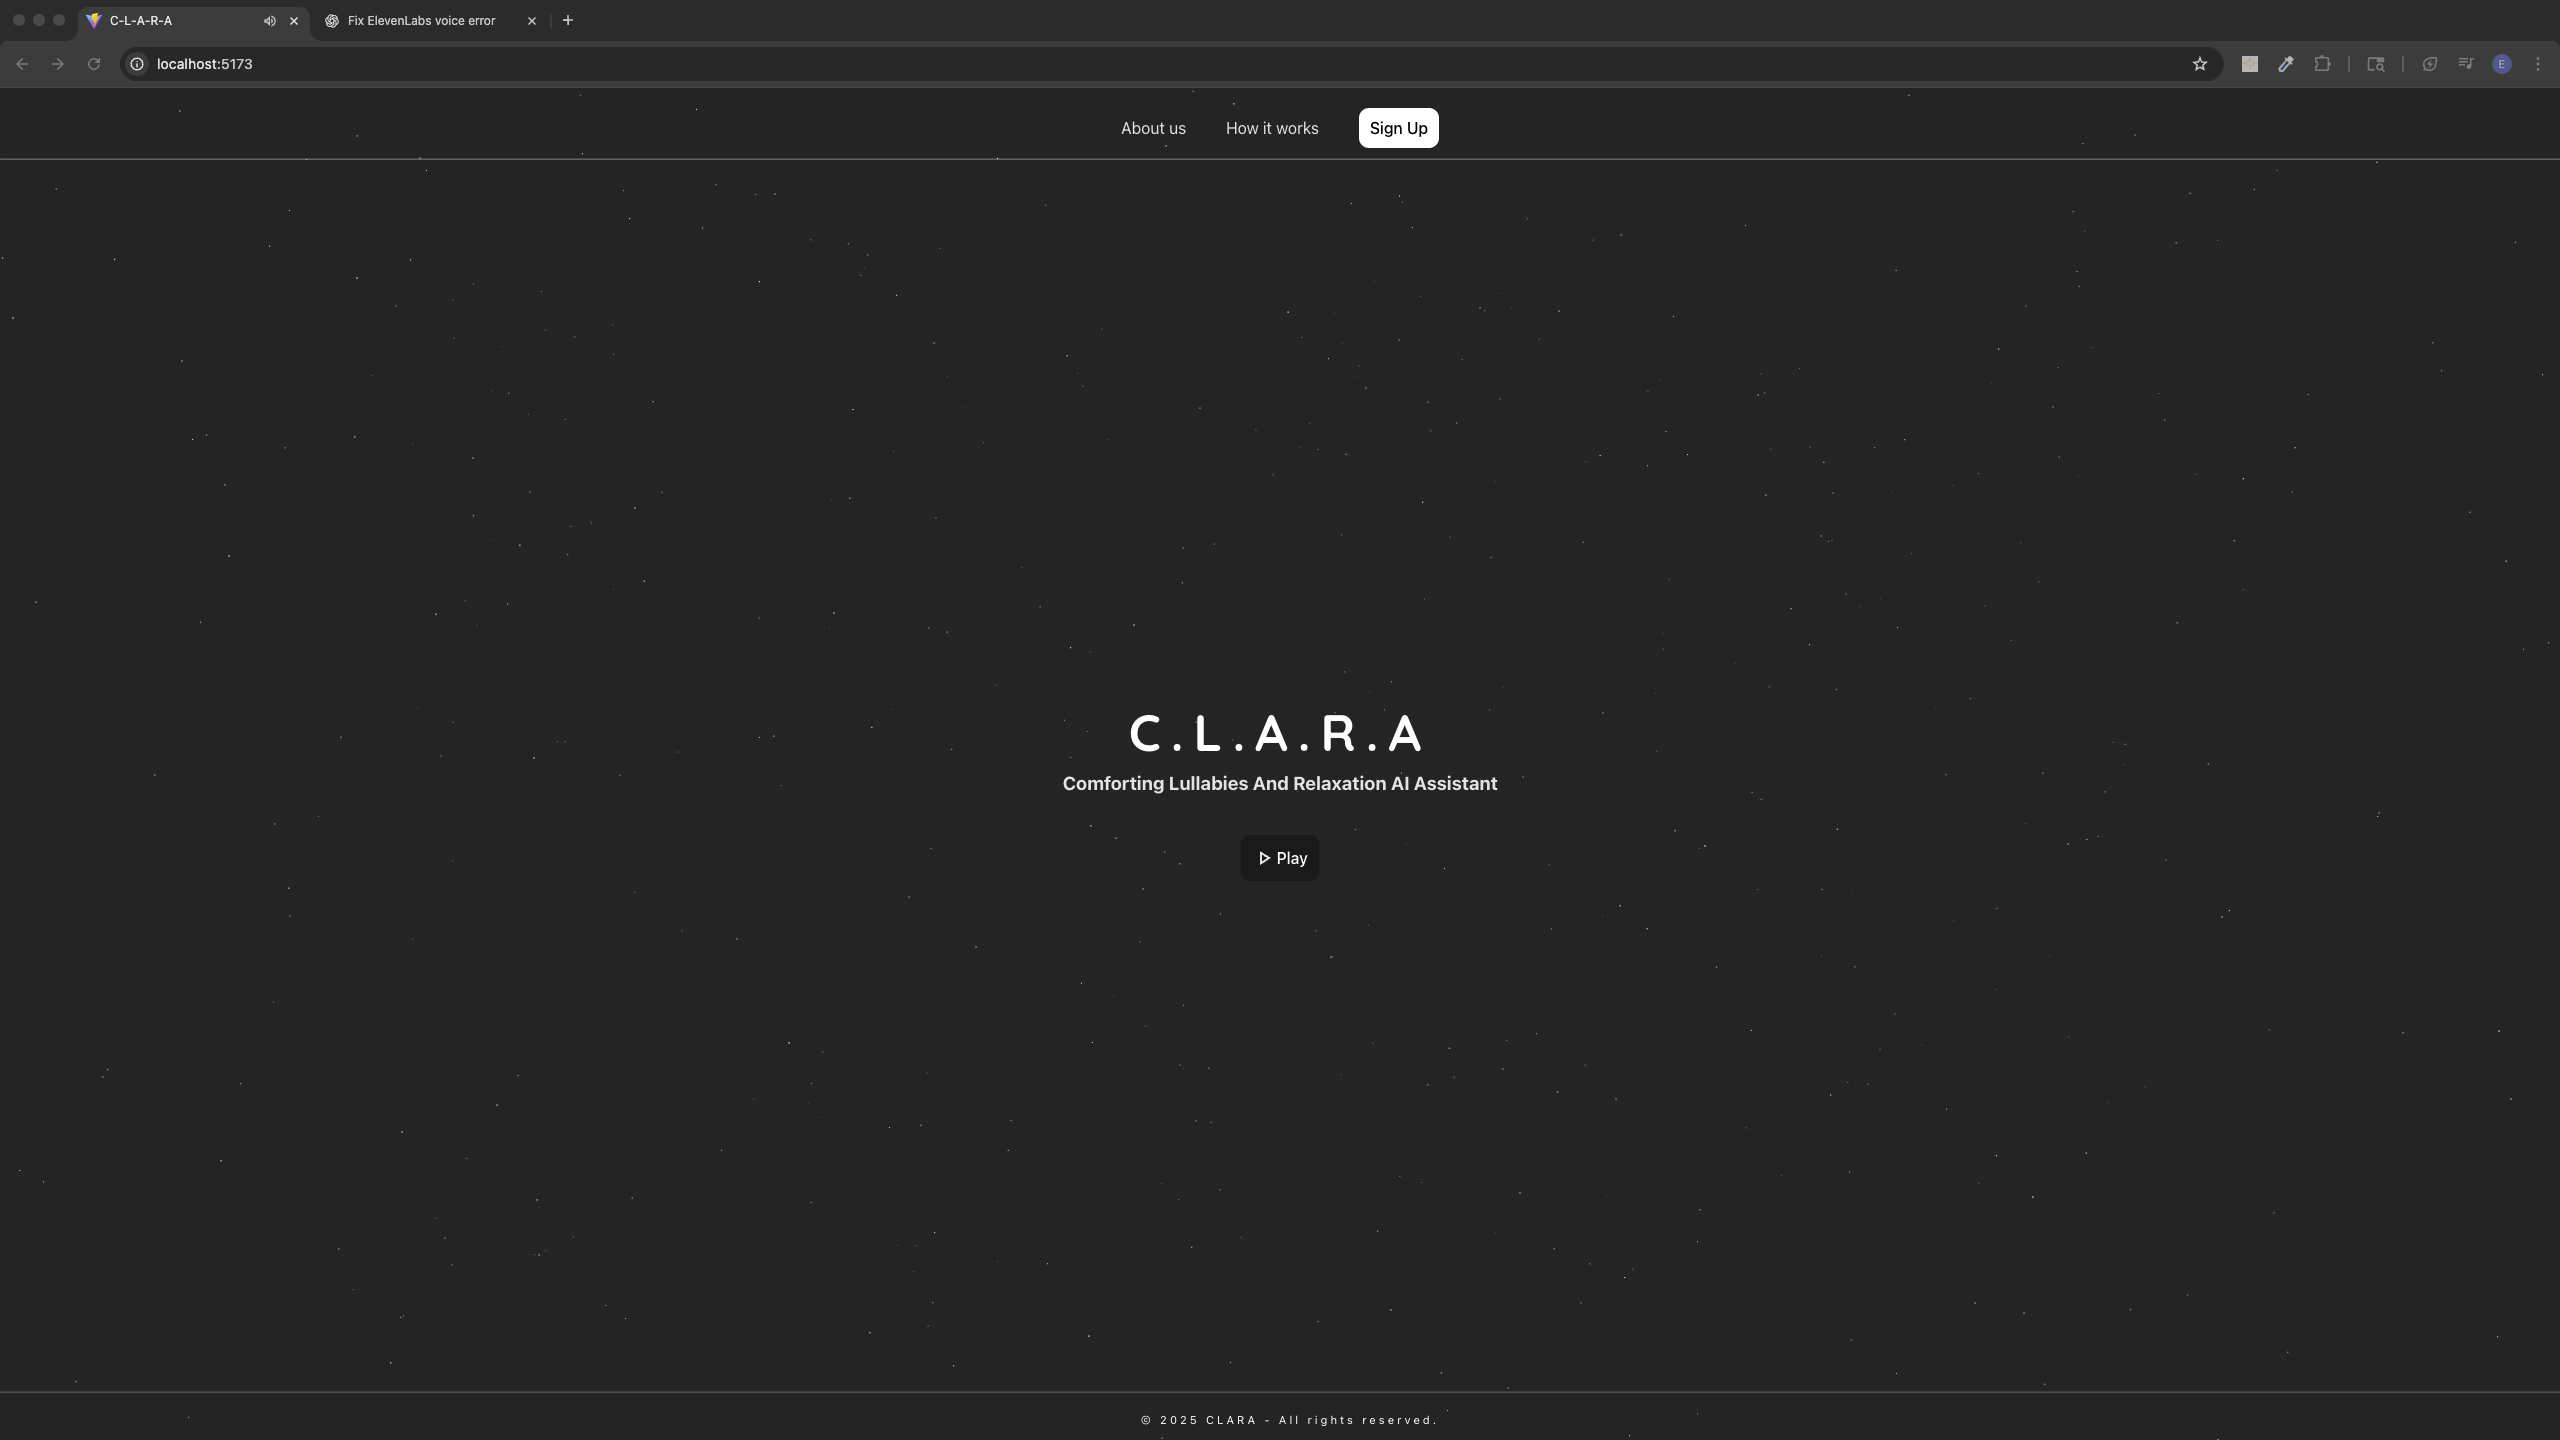 C-L-A-R-A
Fix ElevenLabs voice error
localhost:5173
E
About us
How it works
Sign Up
C.L.A.R.A
Comforting Lullabies And Relaxation AI Assistant
Play
© 2025 CLARA - All rights reserved.